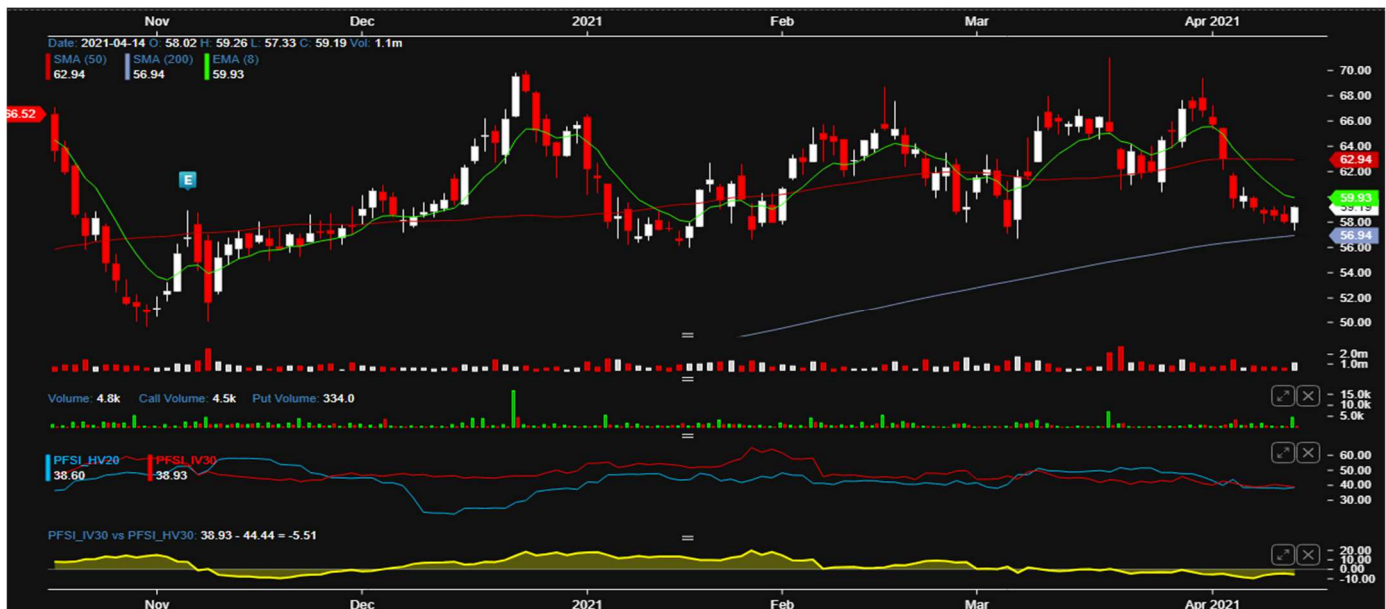 Nov Dec 2021 Feb Mar Apr 2021
Date: 2021-04-14 O: 58.02 H: 59.26 L: 57.33 C: 59.19 Vol: 1.1m
SMA (50) SMA (200) EMA (8)
62.94 56.94 59.93
70.00
68.00
66.52
66.00
64.00
62.94
62.00
59.93
59.19
58.00
56.94
56.00
54.00
52.00
E
50.00
2.0m
1.0m
Volume: 4.8k Call Volume: 4.5k Put Volume: 334.0
15.0k
10.0k
5.0k
PFSI_HV20 PFSI_IV30
38.60 38.93
60.00
50.00
40.00
30.00
PFSI_IV30 vs PFSI_HV30: 38.93 - 44.44 = -5.51
20.00
10.00
0.00
-10.00
Nov Dec 2021 Feb Mar Apr 2021